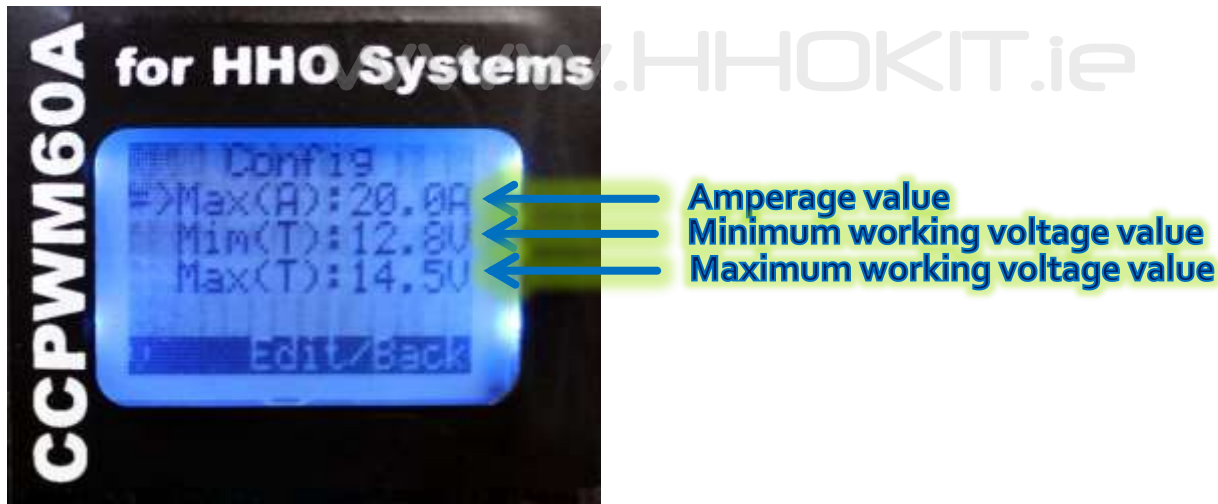 www.HHOKIT.ie
CCPWM60A
for HHO Systems
Config
>Max(A):20.0A
Mim(T):12.8V
Max(T):14.5V
Edit/Back
Amperage value
Minimum working voltage value
Maximum working voltage value